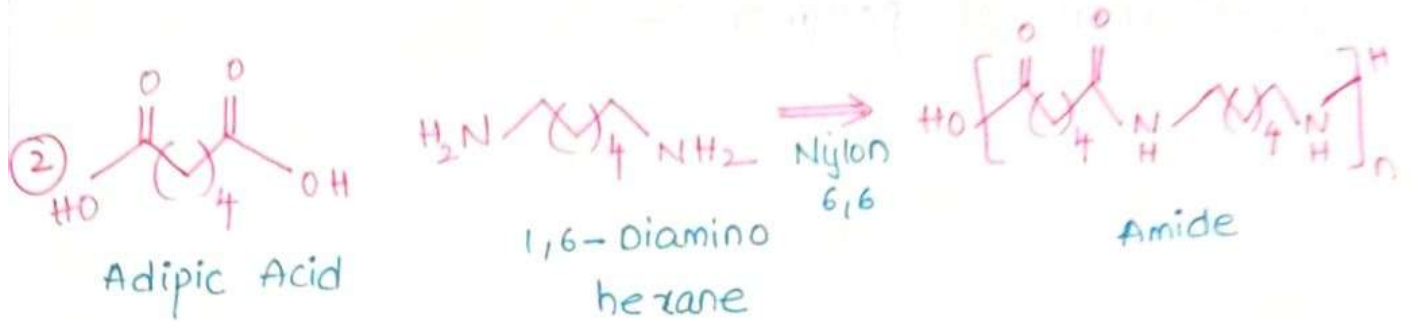 O O O O
② HO ( )4 OH H₂N ( )4 NH₂ ⟹ HO [ ( )4 N H ( )4 N H ]n H
Nylon
6,6
Adipic Acid
1,6-Diamino
hexane
Amide